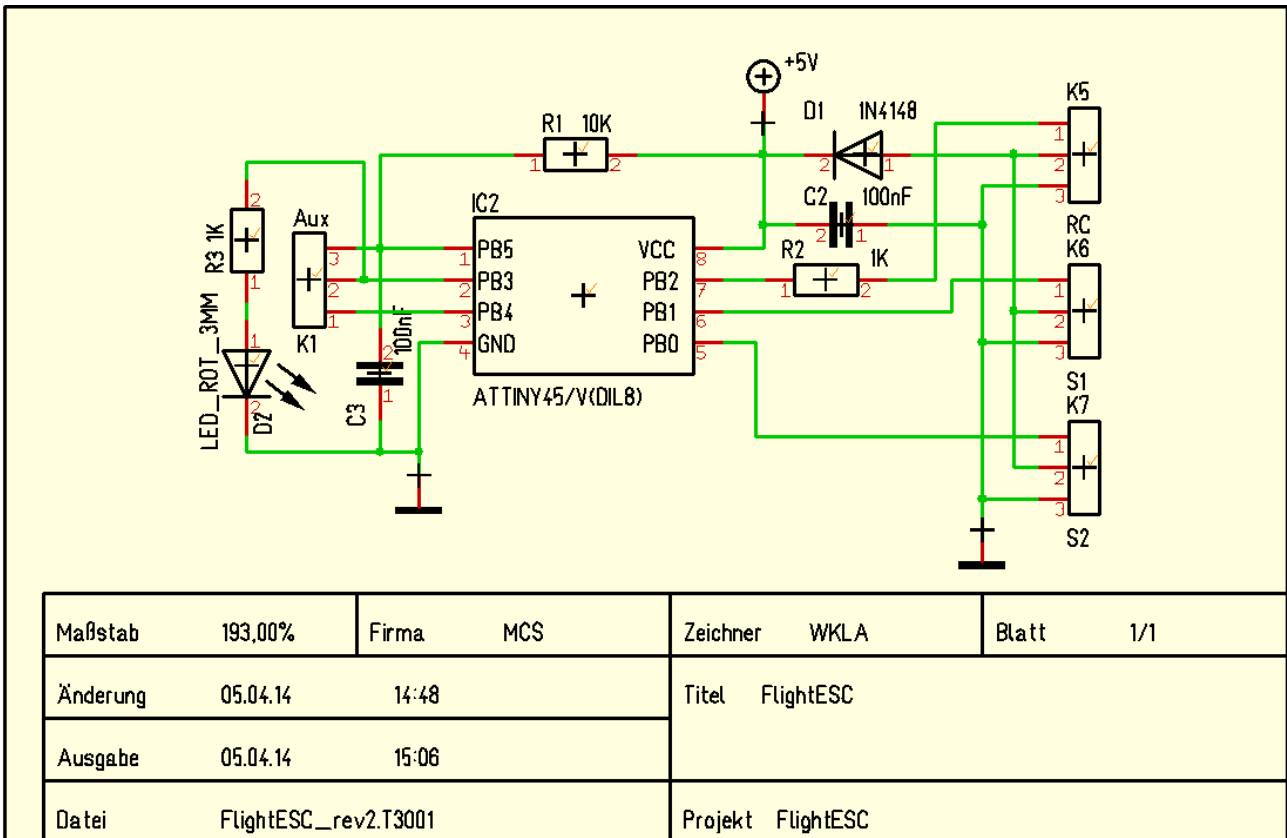 +5V
K5
D1 1N4148
R1 10K
1
1 2
2 1
2
3
C2 100nF
2
Aux
IC2
R3 1K
RC
K6
3
PB5
VCC
2 1
R2 1K
1
8
1
2
PB3
PB2
1
2
7
1 2
2
1
PB4
PB1
1
3
6
3
K1
2
100nF
GND
PB0
1
4
5
LED_ROT_3MM
S1
2
D2
1
C3
ATTINY45/V(DIL8)
K7
1
2
3
S2
Maßstab 193,00% Firma MCS Zeichner WKLA Blatt 1/1
Änderung 05.04.14 14:48 Titel FlightESC
Ausgabe 05.04.14 15:06
Datei FlightESC_rev2.T3001 Projekt FlightESC